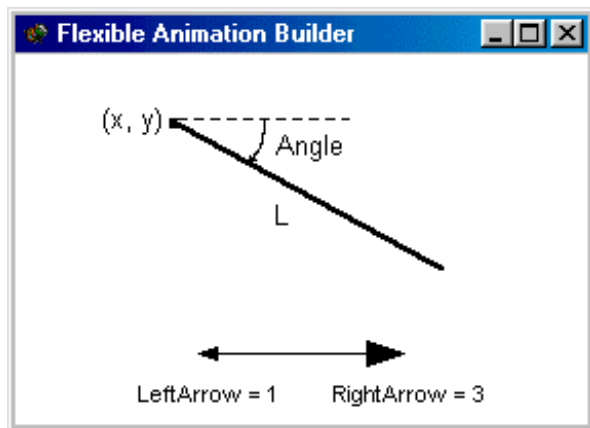 Flexible Animation Builder
(x, y)
Angle
L
LeftArrow = 1
RightArrow = 3